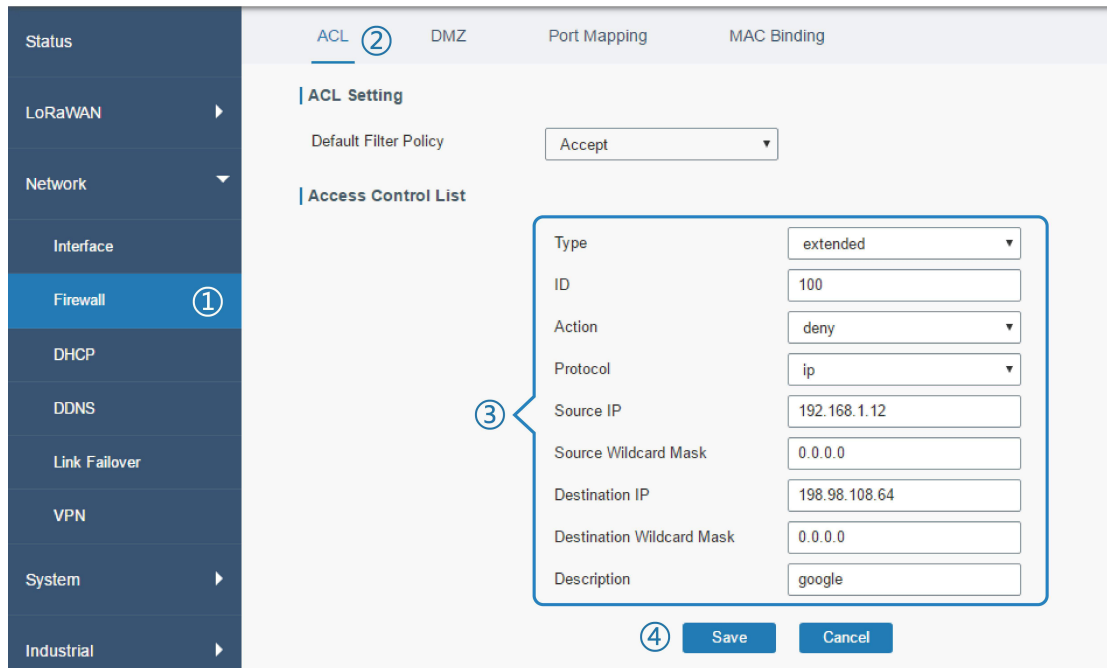 Status
LoRaWAN
Network
Interface
Firewall ①
DHCP
DDNS
Link Failover
VPN
System
Industrial
ACL ② DMZ Port Mapping MAC Binding
ACL Setting
Default Filter Policy Accept
Access Control List
③
Type extended
ID 100
Action deny
Protocol ip
Source IP 192.168.1.12
Source Wildcard Mask 0.0.0.0
Destination IP 198.98.108.64
Destination Wildcard Mask 0.0.0.0
Description google
④ Save Cancel